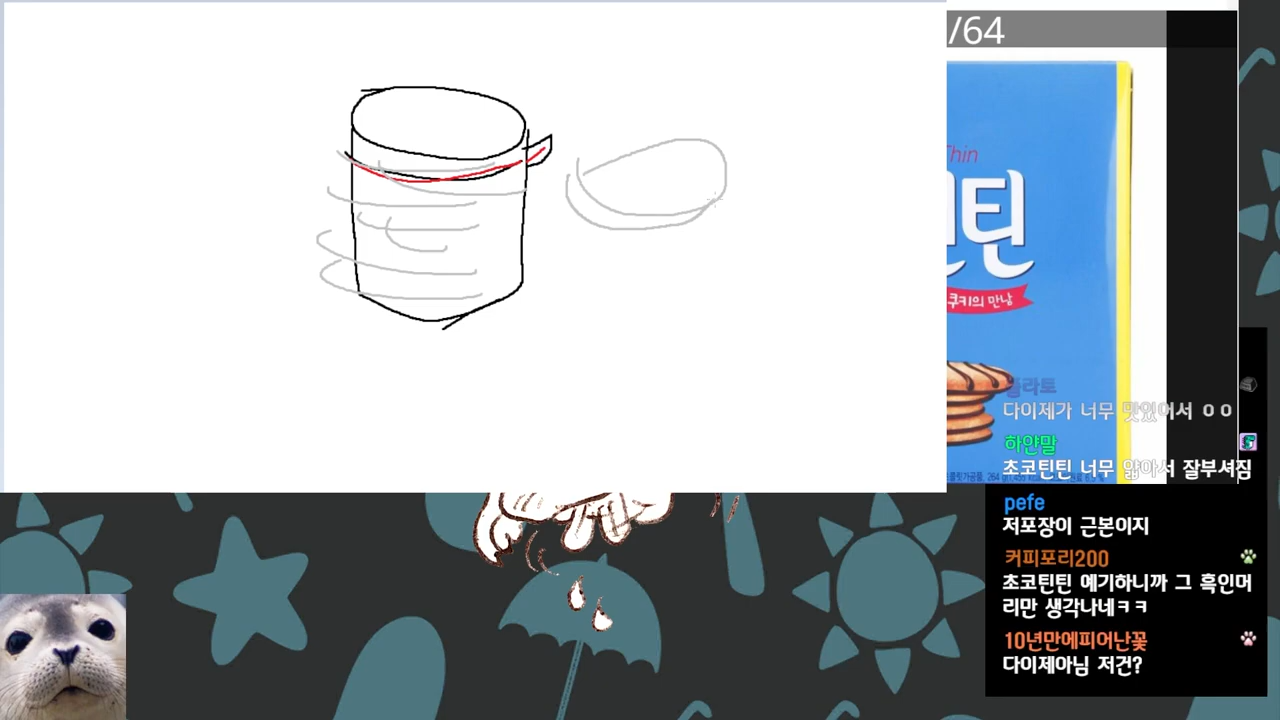 /64
Thin
틴
쿠키의 만남
다이제가 너무 맛있어서 ㅇㅇ
하얀말
초코틴틴 너무 얇아서 잘부셔짐
pefe
저포장이 근본이지
커피포리200
초코틴틴 얘기하니까 그 흑인머
리만 생각나네ㅋㅋ
10년만에피어난꽃
다이제아님 저건?